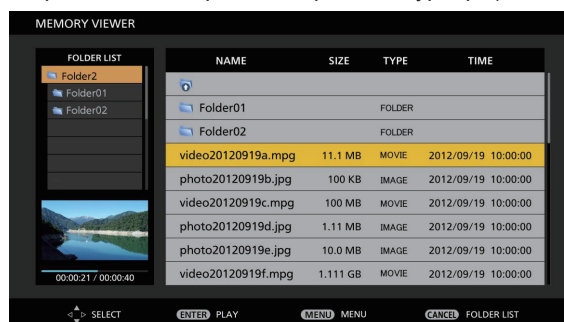 MEMORY VIEWER
FOLDER LIST
Folder2
Folder01
Folder02
00:00:21 / 00:00:40
NAME SIZE TYPE TIME
Folder01 FOLDER
Folder02 FOLDER
video20120919a.mpg 11.1 MB MOVIE 2012/09/19 10:00:00
photo20120919b.jpg 100 KB IMAGE 2012/09/19 10:00:00
video20120919c.mpg 100 MB MOVIE 2012/09/19 10:00:00
photo20120919d.jpg 1.11 MB IMAGE 2012/09/19 10:00:00
photo20120919e.jpg 10.0 MB IMAGE 2012/09/19 10:00:00
video20120919f.mpg 1.111 GB MOVIE 2012/09/19 10:00:00
SELECT ENTER PLAY MENU MENU CANCEL FOLDER LIST